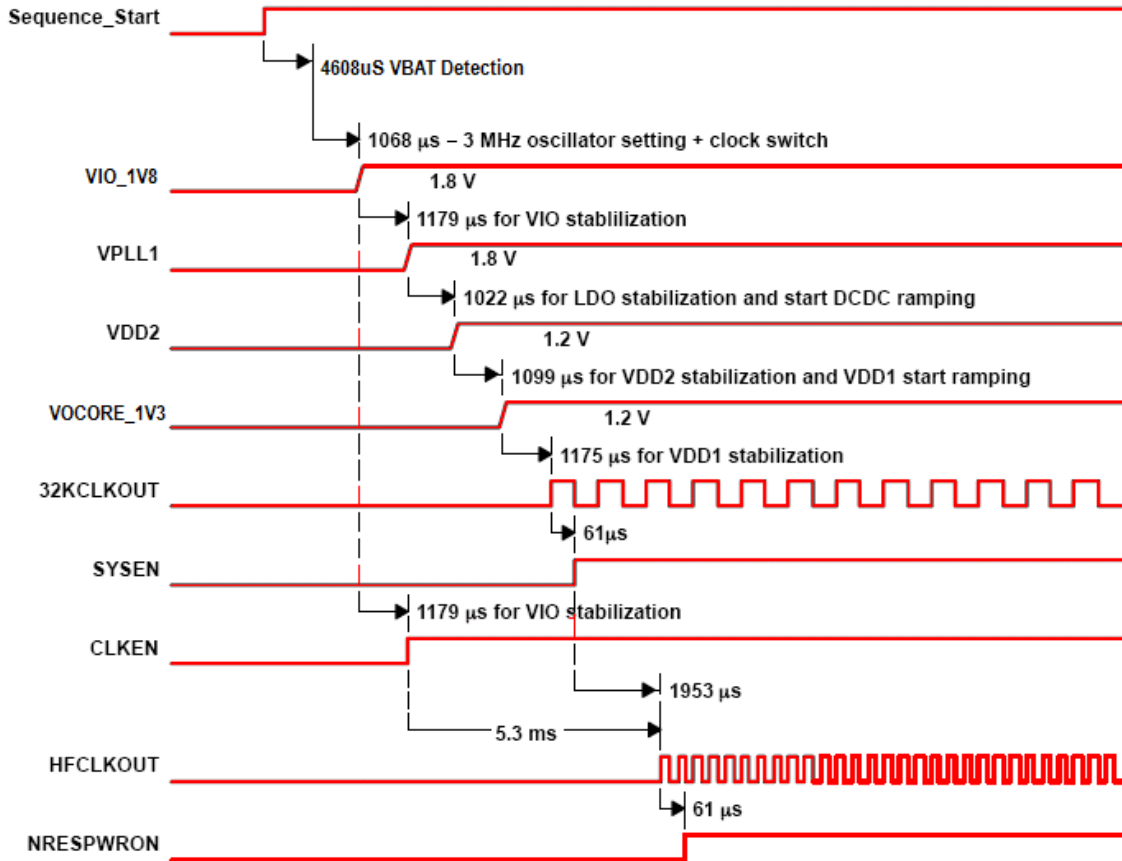 Sequence_Start
4608uS VBAT Detection
1068 μs – 3 MHz oscillator setting + clock switch
VIO_1V8
1.8 V
1179 μs for VIO stablilization
VPLL1
1.8 V
1022 μs for LDO stabilization and start DCDC ramping
VDD2
1.2 V
1099 μs for VDD2 stabilization and VDD1 start ramping
VOCORE_1V3
1.2 V
1175 μs for VDD1 stabilization
32KCLKOUT
61μs
SYSEN
1179 μs for VIO stabilization
CLKEN
1953 μs
5.3 ms
HFCLKOUT
61 μs
NRESPWRON